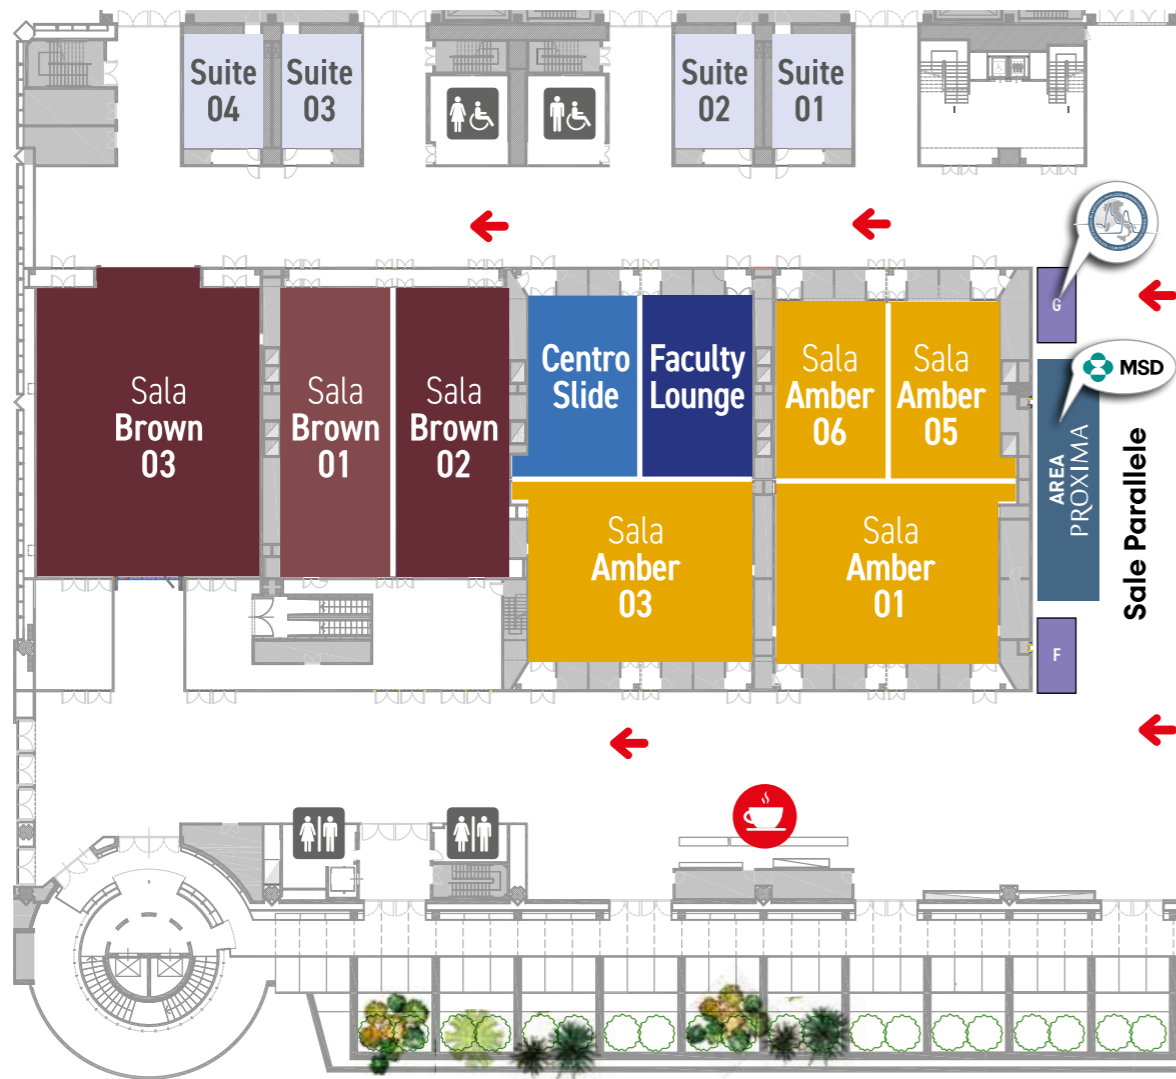 Suite
04
Suite
03
Suite
02
Suite
01
G
MSD
Sala
Brown
03
Sala
Brown
01
Sala
Brown
02
Centro
Slide
Faculty
Lounge
Sala
Amber
06
Sala
Amber
05
AREA
PROXIMA
Sale Parallele
Sala
Amber
03
Sala
Amber
01
F